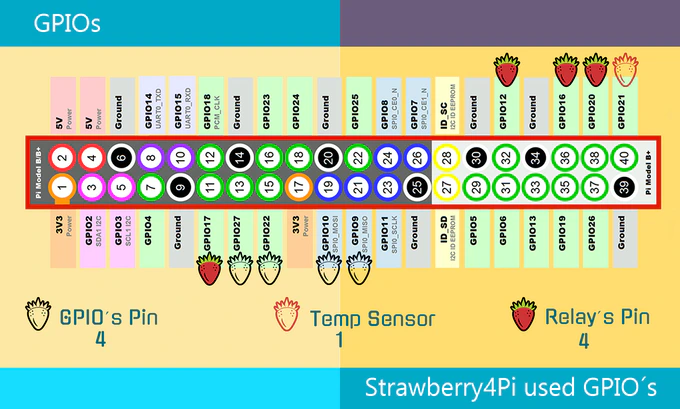 GPIOs
5V Power
5V Power
Ground
GPIO14 UART0_TXD
GPIO15 UART0_RXD
GPIO18 PCM_CLK
Ground
GPIO23
GPIO24
Ground
GPIO25
GPIO8 SPI0_CE0_N
GPIO7 SPI0_CE1_N
ID_SC I2C ID EEPROM
Ground
GPIO12
Ground
GPIO16
GPIO20
GPIO21
Pi Model B/B+
2 4 6 8 10 12 14 16 18 20 22 24 26 28 30 32 34 36 38 40
1 3 5 7 9 11 13 15 17 19 21 23 25 27 29 31 33 35 37 39
Pi Model B+
3V3 Power
GPIO2 SDA1 I2C
GPIO3 SCL1 I2C
GPIO4
Ground
GPIO17
GPIO27
GPIO22
3V3 Power
GPIO10 SPI0_MOSI
GPIO9 SPI0_MISO
GPIO11 SPI0_SCLK
Ground
ID_SD I2C ID EEPROM
GPIO5
GPIO6
GPIO13
GPIO19
GPIO26
Ground
GPIO´s Pin
4
Temp Sensor
1
Relay´s Pin
4
Strawberry4Pi used GPIO´s